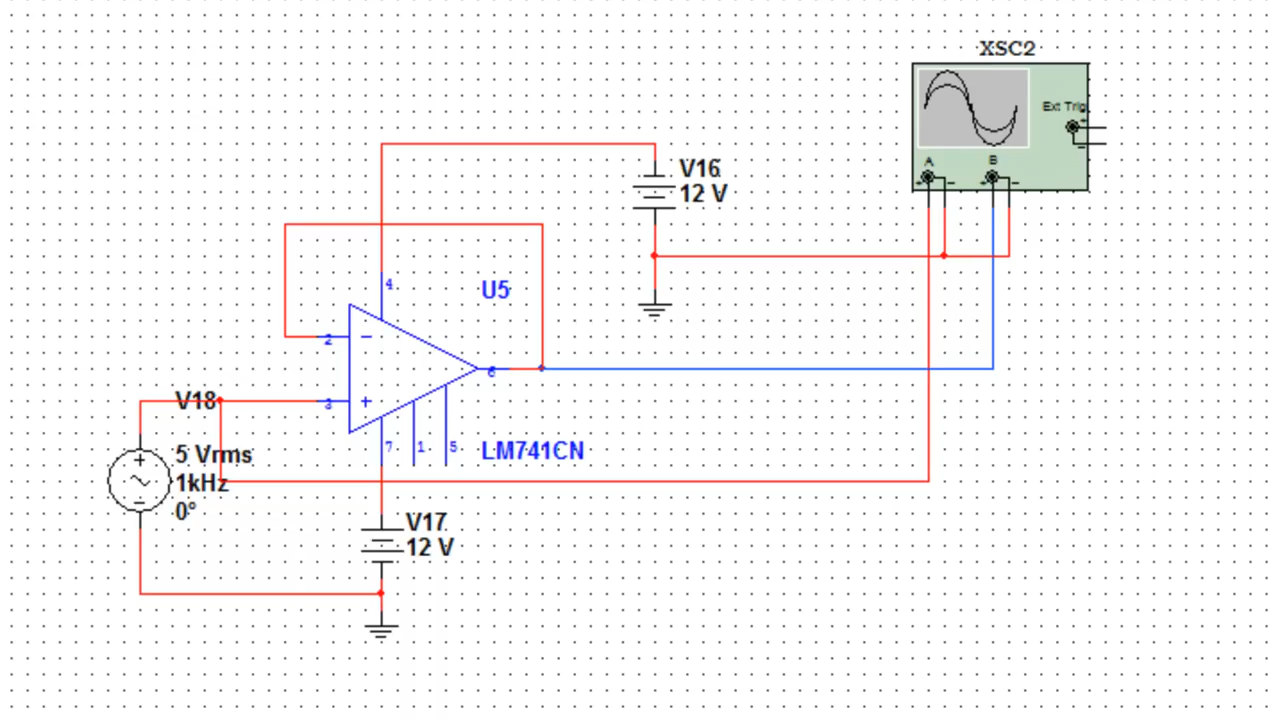 XSC2
Ext Trig
+
−
A
B
+ −
+ −
V16
12 V
4
U5
2
−
6
V18
3
+
5 Vrms
1kHz
0°
+
−
7
1
5
LM741CN
V17
12 V